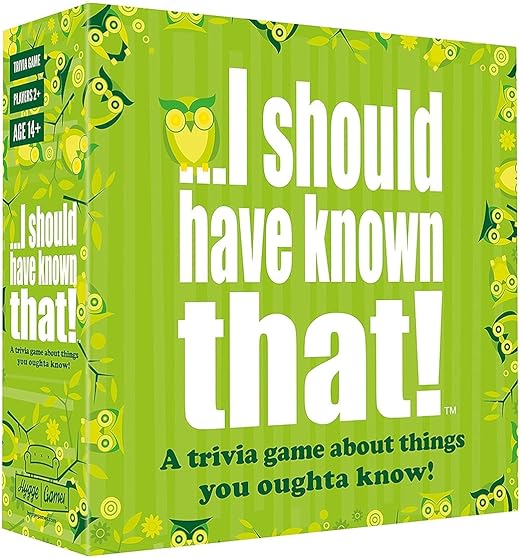 TRIVIA GAME
PLAYERS 2+
AGE 14+
...I should
have known
that!
A trivia game about things
you oughta know!
Hygge Games
...I should
have known
that!™
A trivia game about things
you oughta know!